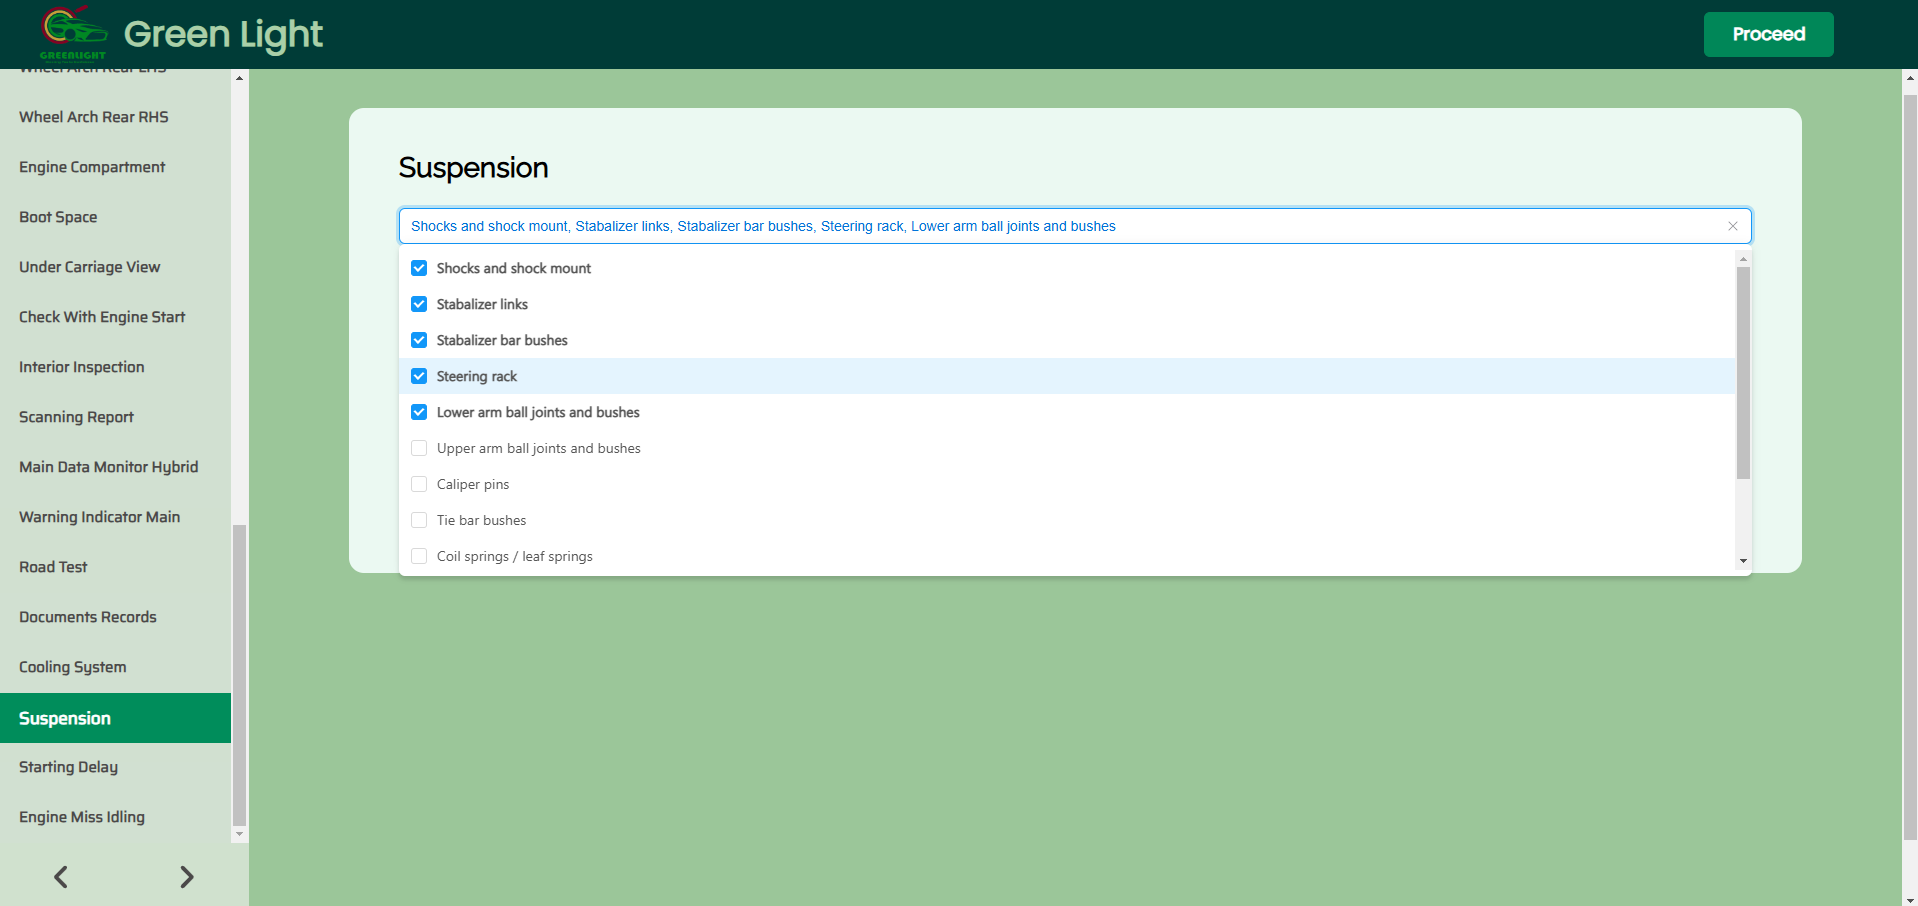 GREENLIGHT
Green Light
Proceed
Wheel Arch Rear LHS
Wheel Arch Rear RHS
Engine Compartment
Boot Space
Under Carriage View
Check With Engine Start
Interior Inspection
Scanning Report
Main Data Monitor Hybrid
Warning Indicator Main
Road Test
Documents Records
Cooling System
Suspension
Starting Delay
Engine Miss Idling
Suspension
Shocks and shock mount, Stabalizer links, Stabalizer bar bushes, Steering rack, Lower arm ball joints and bushes
Shocks and shock mount
Stabalizer links
Stabalizer bar bushes
Steering rack
Lower arm ball joints and bushes
Upper arm ball joints and bushes
Caliper pins
Tie bar bushes
Coil springs / leaf springs